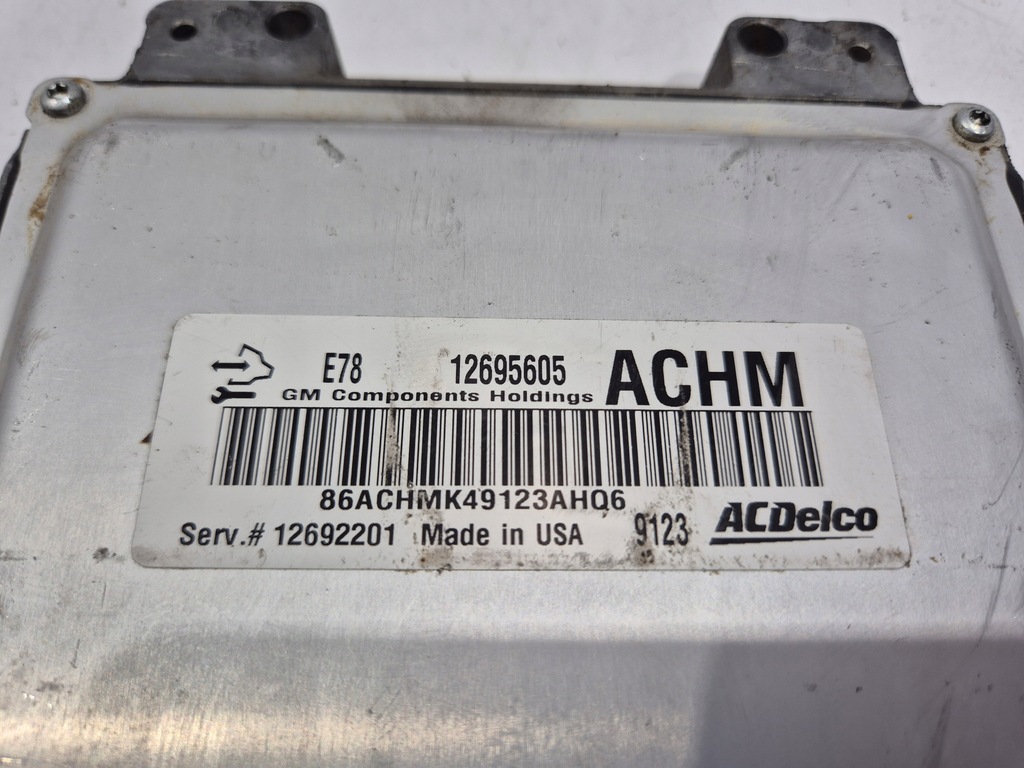 E78 12695605 ACHM
GM Components Holdings
86ACHMK49123AHQ6
Serv.# 12692201 Made in USA 9123 ACDelco